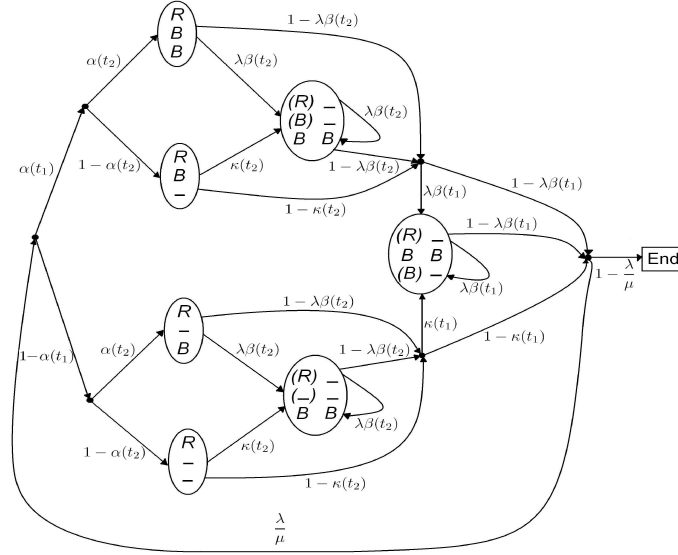 R
B
B
1 − λβ(t₂)
α(t₂)
λβ(t₂)
(R) –
(B) –
B B
λβ(t₂)
1 − α(t₂)
R
B
–
κ(t₂)
1 − λβ(t₂)
α(t₁)
1 − κ(t₂)
λβ(t₁)
1 − λβ(t₁)
(R) –
B B
(B) –
1 − λβ(t₁)
λβ(t₁)
End
1 − λ/μ
R
–
B
1 − λβ(t₂)
κ(t₁)
1 − κ(t₁)
1−α(t₁)
α(t₂)
λβ(t₂)
1 − λβ(t₂)
(R) –
(–) –
B B
λβ(t₂)
1 − α(t₂)
R
–
–
κ(t₂)
1 − κ(t₂)
λ/μ